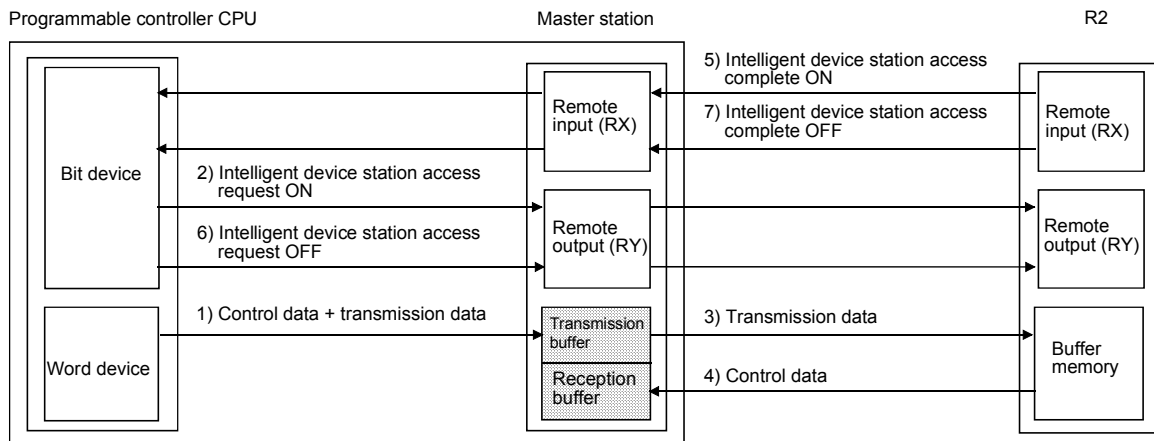 Programmable controller CPU
Master station
R2
5) Intelligent device station access
complete ON
Remote
input (RX)
7) Intelligent device station access
complete OFF
Remote
input (RX)
Bit device
2) Intelligent device station access
request ON
Remote
output (RY)
Remote
output (RY)
6) Intelligent device station access
request OFF
1) Control data + transmission data
Transmission
buffer
3) Transmission data
Word device
Buffer
memory
Reception
buffer
4) Control data